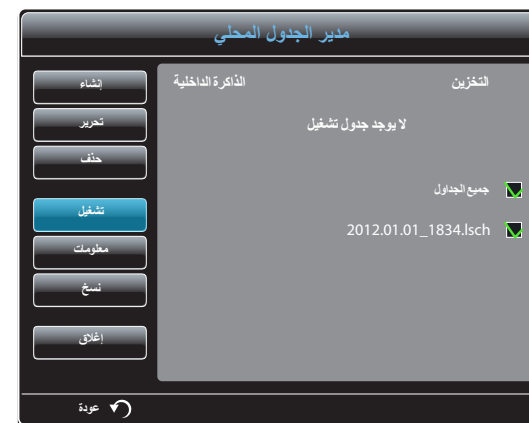 مدير الجدول المحلي
التخزين الذاكرة الداخلية
لا يوجد جدول تشغيل
جميع الجداول
2012.01.01_1834.lsch
إنشاء
تحرير
حذف
تشغيل
معلومات
نسخ
إغلاق
عودة